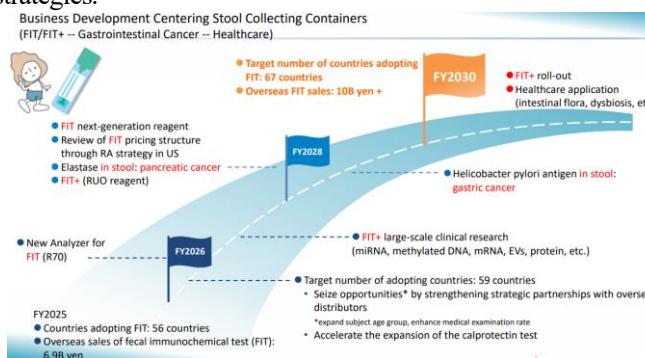 strategies.
Business Development Centering Stool Collecting Containers
(FIT/FIT+ -- Gastrointestinal Cancer -- Healthcare)
Target number of countries adopting
FIT: 67 countries
Overseas FIT sales: 10B yen +
FY2030
FIT+ roll-out
Healthcare application
(intestinal flora, dysbiosis, et
FIT next-generation reagent
Review of FIT pricing structure
through RA strategy in US
Elastase in stool: pancreatic cancer
FIT+ (RUO reagent)
FY2028
Helicobacter pylori antigen in stool:
gastric cancer
New Analyzer for
FIT (R70)
FY2026
FIT+ large-scale clinical research
(miRNA, methylated DNA, mRNA, EVs, protein, etc.)
Target number of adopting countries: 59 countries
Seize opportunities* by strengthening strategic partnerships with overse
distributors
*expand subject age group, enhance medical examination rate
Accelerate the expansion of the calprotectin test
FY2025
Countries adopting FIT: 56 countries
Overseas sales of fecal immunochemical test (FIT):
6.9B yen